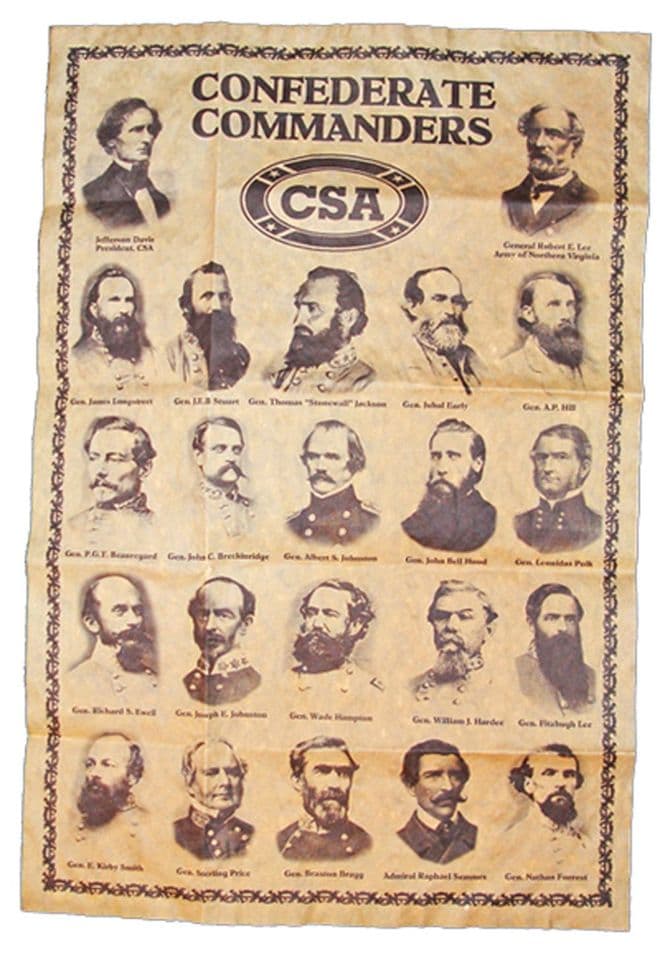 CONFEDERATE
COMMANDERS
CSA
Jefferson Davis
President, CSA
General Robert E. Lee
Army of Northern Virginia
Gen. James Longstreet
Gen. J.E.B Stuart
Gen. Thomas "Stonewall" Jackson
Gen. Jubal Early
Gen. A.P. Hill
Gen. P.G.T. Beauregard
Gen. John C. Breckinridge
Gen. Albert S. Johnston
Gen. John Bell Hood
Gen. Leonidas Polk
Gen. Richard S. Ewell
Gen. Joseph E. Johnston
Gen. Wade Hampton
Gen. William J. Hardee
Gen. Fitzhugh Lee
Gen. E. Kirby Smith
Gen. Sterling Price
Gen. Braxton Bragg
Admiral Raphael Semmes
Gen. Nathan Forrest